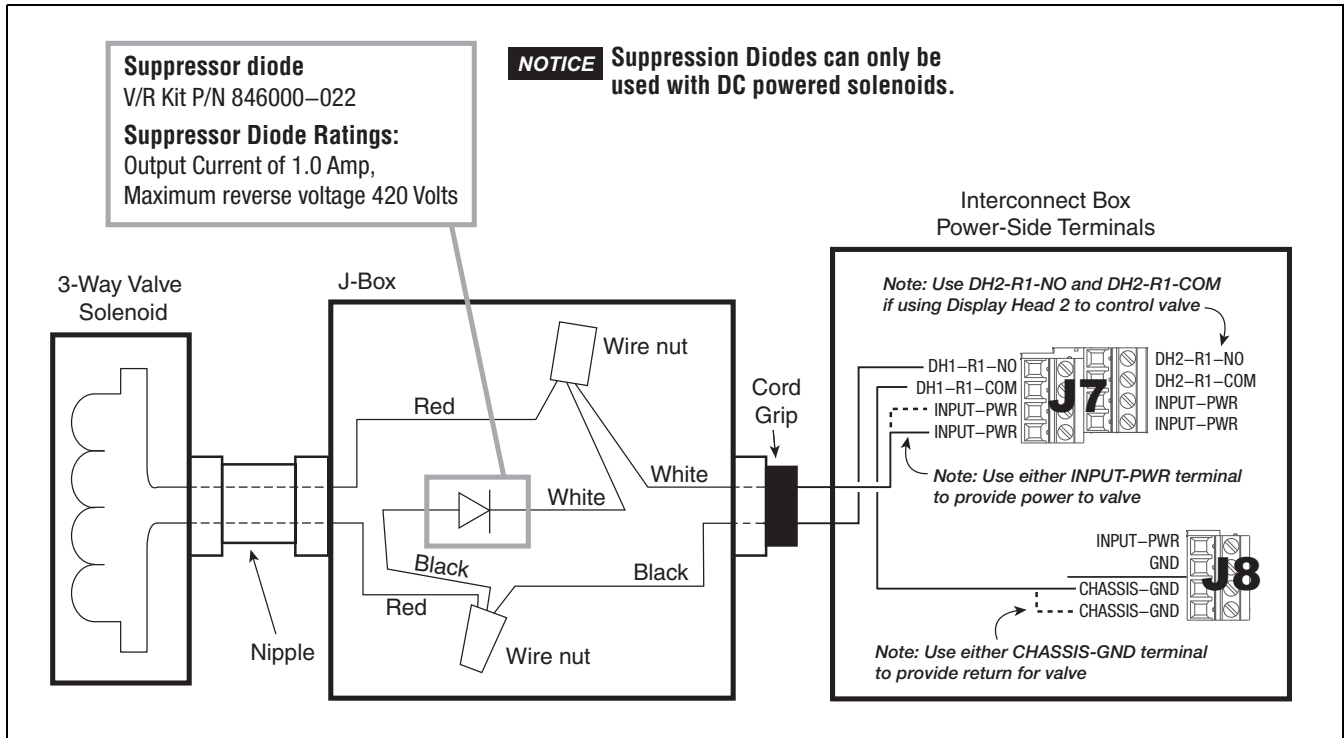 Suppressor diode
V/R Kit P/N 846000–022
Suppressor Diode Ratings:
Output Current of 1.0 Amp,
Maximum reverse voltage 420 Volts
NOTICE Suppression Diodes can only be
used with DC powered solenoids.
Interconnect Box
Power-Side Terminals
3-Way Valve
Solenoid
J-Box
Note: Use DH2-R1-NO and DH2-R1-COM
if using Display Head 2 to control valve
Wire nut
Cord
Grip
Red
White
White
Black
Black
Red
Nipple
Wire nut
DH1–R1–NO
DH1–R1–COM
INPUT–PWR
INPUT–PWR
J7
DH2–R1–NO
DH2–R1–COM
INPUT–PWR
INPUT–PWR
Note: Use either INPUT-PWR terminal
to provide power to valve
INPUT–PWR
GND
CHASSIS–GND
CHASSIS–GND
J8
Note: Use either CHASSIS-GND terminal
to provide return for valve